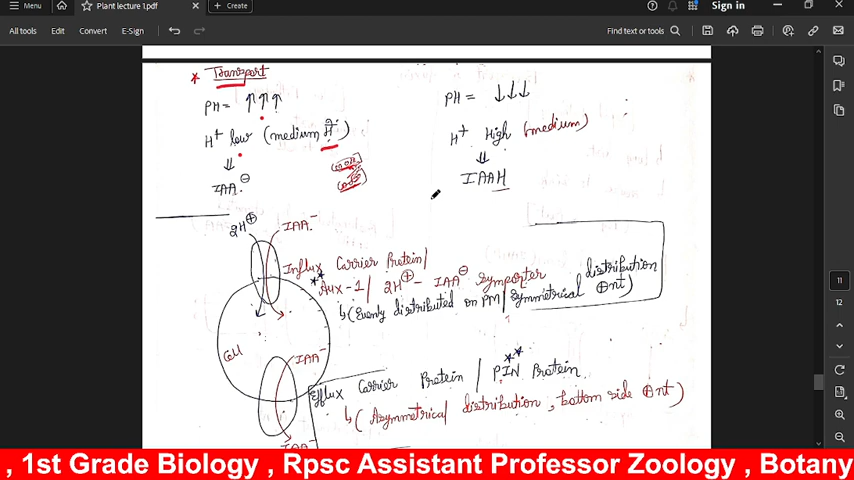 Menu
Plant lecture 1.pdf
Create
Sign in
All tools Edit Convert E-Sign
Find text or tools
* Transport
PH = ↑↑↑
H+ low (medium H+)
⇓
IAA⊖
PH = ↓↓↓
H+ High (medium)
⇓
IAAH
2H⊕
IAA-
Influx Carrier Protein/
** Aux-1/ 2H⊕ - IAA⊖ symporter
↳(Evenly distributed on PM/symmetrical distribution ⊕nt)
Cell
IAA-
Efflux Carrier Protein / PIN** Protein
↳(Asymmetrical distribution, bottom side ⊕nt)
IAA-
11
12
, 1st Grade Biology , Rpsc Assistant Professor Zoology , Botany